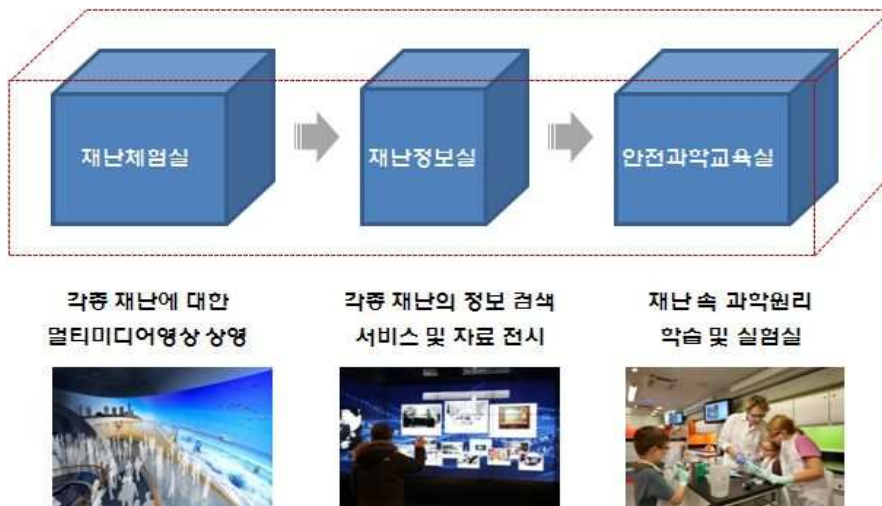 재난체험실
재난정보실
안전과학교육실
각종 재난에 대한
멀티미디어영상 상영
각종 재난의 정보 검색
서비스 및 자료 전시
재난 속 과학원리
학습 및 실험실